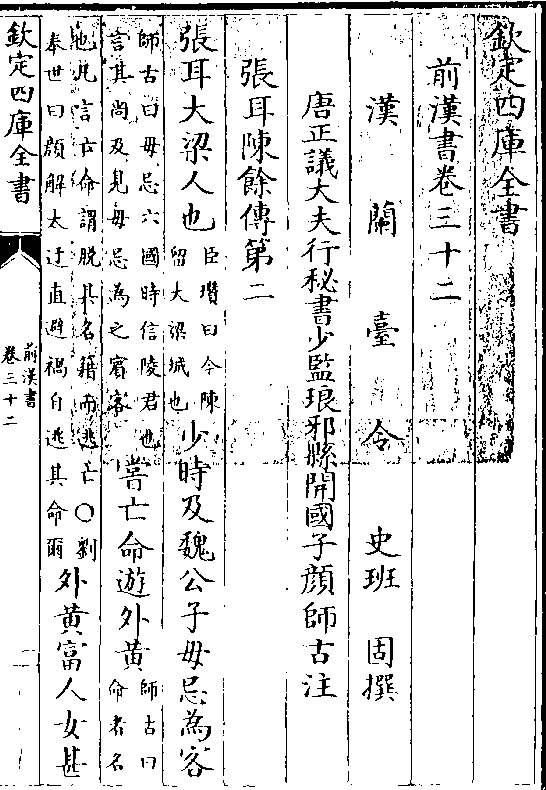 欽定四庫全書
前漢書卷三十二
漢蘭臺令史班固撰
唐正議大夫行秘書少監琅邪縣開國子顔師古注
張耳陳餘傳第二
張耳大梁人也臣瓚曰今陳留大梁城也少時及魏公子毋忌為客
師古曰毋忌六國時信陵君也言其尚及見毋忌為之賓客嘗亡命遊外黄師古曰命者名
也凡言亡命謂脱其名籍而逃亡○劉奉世曰顔解太迂直避禍自逃其命爾外黄富人女甚
欽定四庫全書
前漢書
卷三十二
一